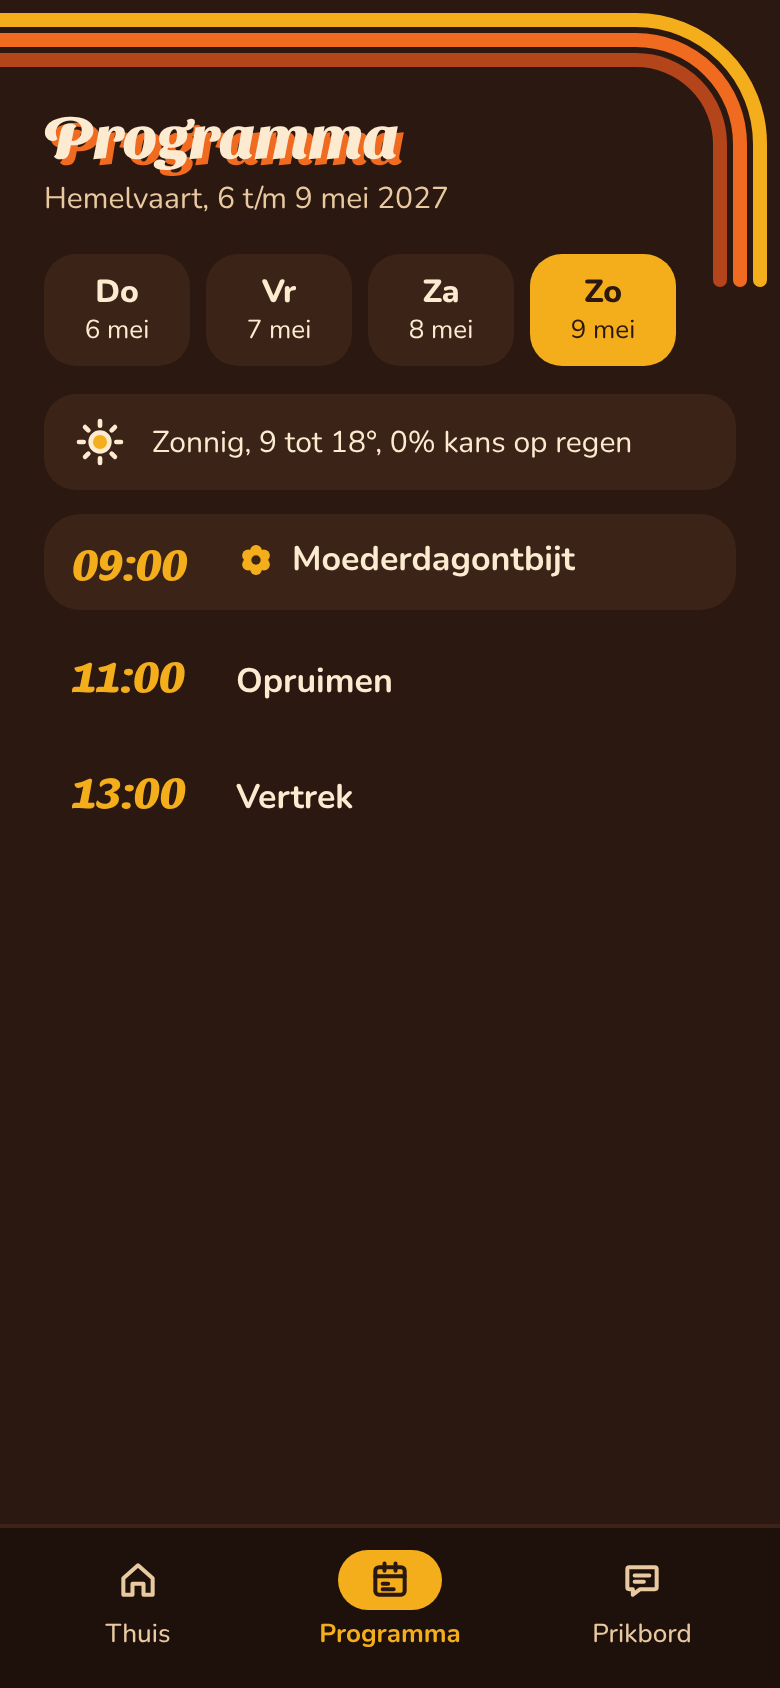 Programma
Hemelvaart, 6 t/m 9 mei 2027
Do
6 mei
Vr
7 mei
Za
8 mei
Zo
9 mei
Zonnig, 9 tot 18°, 0% kans op regen
09:00 Moederdagontbijt
11:00 Opruimen
13:00 Vertrek
Thuis
Programma
Prikbord